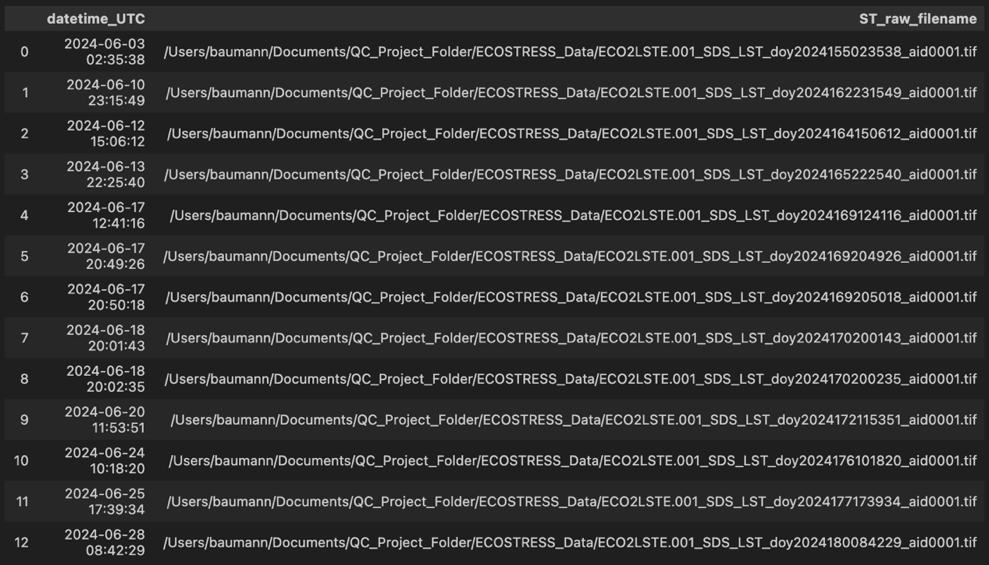 datetime_UTC ST_raw_filename
0 2024-06-03 02:35:38 /Users/baumann/Documents/QC_Project_Folder/ECOSTRESS_Data/ECO2LSTE.001_SDS_LST_doy2024155023538_aid0001.tif
1 2024-06-10 23:15:49 /Users/baumann/Documents/QC_Project_Folder/ECOSTRESS_Data/ECO2LSTE.001_SDS_LST_doy2024162231549_aid0001.tif
2 2024-06-12 15:06:12 /Users/baumann/Documents/QC_Project_Folder/ECOSTRESS_Data/ECO2LSTE.001_SDS_LST_doy2024164150612_aid0001.tif
3 2024-06-13 22:25:40 /Users/baumann/Documents/QC_Project_Folder/ECOSTRESS_Data/ECO2LSTE.001_SDS_LST_doy2024165222540_aid0001.tif
4 2024-06-17 12:41:16 /Users/baumann/Documents/QC_Project_Folder/ECOSTRESS_Data/ECO2LSTE.001_SDS_LST_doy2024169124116_aid0001.tif
5 2024-06-17 20:49:26 /Users/baumann/Documents/QC_Project_Folder/ECOSTRESS_Data/ECO2LSTE.001_SDS_LST_doy2024169204926_aid0001.tif
6 2024-06-17 20:50:18 /Users/baumann/Documents/QC_Project_Folder/ECOSTRESS_Data/ECO2LSTE.001_SDS_LST_doy2024169205018_aid0001.tif
7 2024-06-18 20:01:43 /Users/baumann/Documents/QC_Project_Folder/ECOSTRESS_Data/ECO2LSTE.001_SDS_LST_doy2024170200143_aid0001.tif
8 2024-06-18 20:02:35 /Users/baumann/Documents/QC_Project_Folder/ECOSTRESS_Data/ECO2LSTE.001_SDS_LST_doy2024170200235_aid0001.tif
9 2024-06-20 11:53:51 /Users/baumann/Documents/QC_Project_Folder/ECOSTRESS_Data/ECO2LSTE.001_SDS_LST_doy2024172115351_aid0001.tif
10 2024-06-24 10:18:20 /Users/baumann/Documents/QC_Project_Folder/ECOSTRESS_Data/ECO2LSTE.001_SDS_LST_doy2024176101820_aid0001.tif
11 2024-06-25 17:39:34 /Users/baumann/Documents/QC_Project_Folder/ECOSTRESS_Data/ECO2LSTE.001_SDS_LST_doy2024177173934_aid0001.tif
12 2024-06-28 08:42:29 /Users/baumann/Documents/QC_Project_Folder/ECOSTRESS_Data/ECO2LSTE.001_SDS_LST_doy2024180084229_aid0001.tif